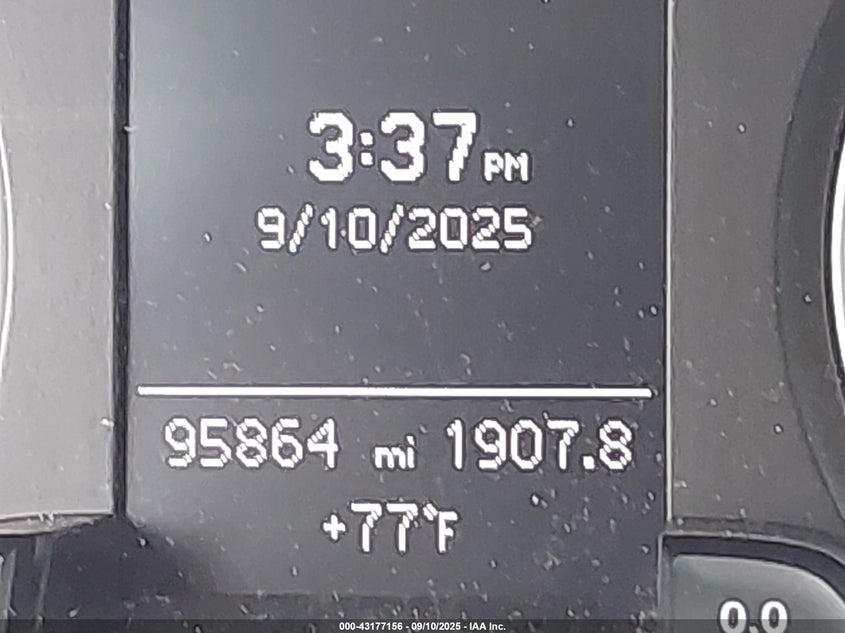 3:37 PM
9/10/2025
95864 mi 1907.8
+77°F
0.0
000-43177156 - 09/10/2025 - IAA Inc.